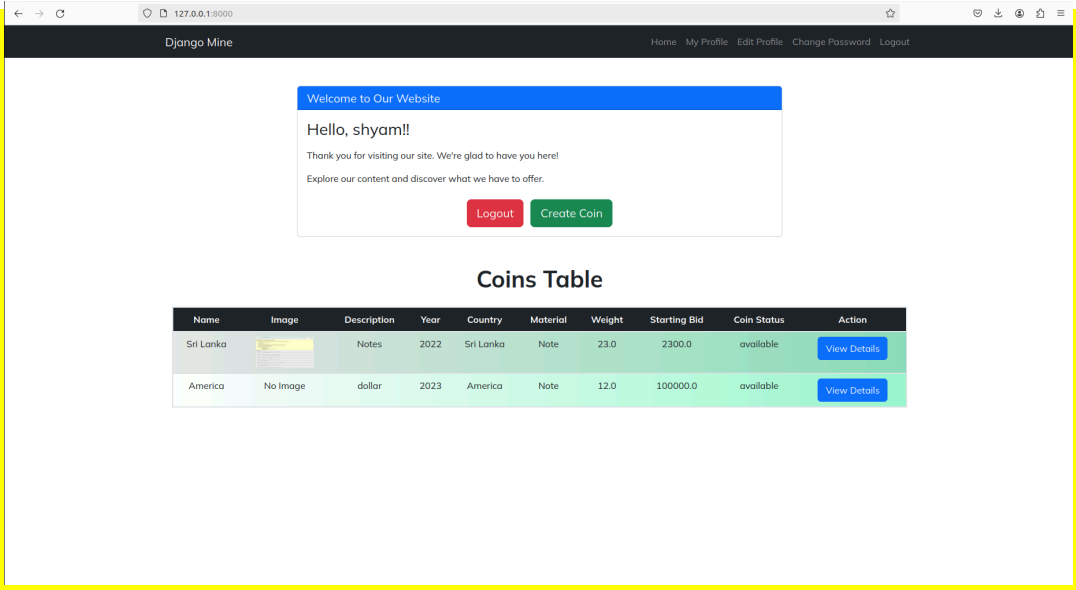 127.0.0.1:8000
Django Mine Home My Profile Edit Profile Change Password Logout
Welcome to Our Website
Hello, shyam!!
Thank you for visiting our site. We're glad to have you here!
Explore our content and discover what we have to offer.
Logout Create Coin
Coins Table
Name Image Description Year Country Material Weight Starting Bid Coin Status Action
Sri Lanka Notes 2022 Sri Lanka Note 23.0 2300.0 available View Details
America No Image dollar 2023 America Note 12.0 100000.0 available View Details